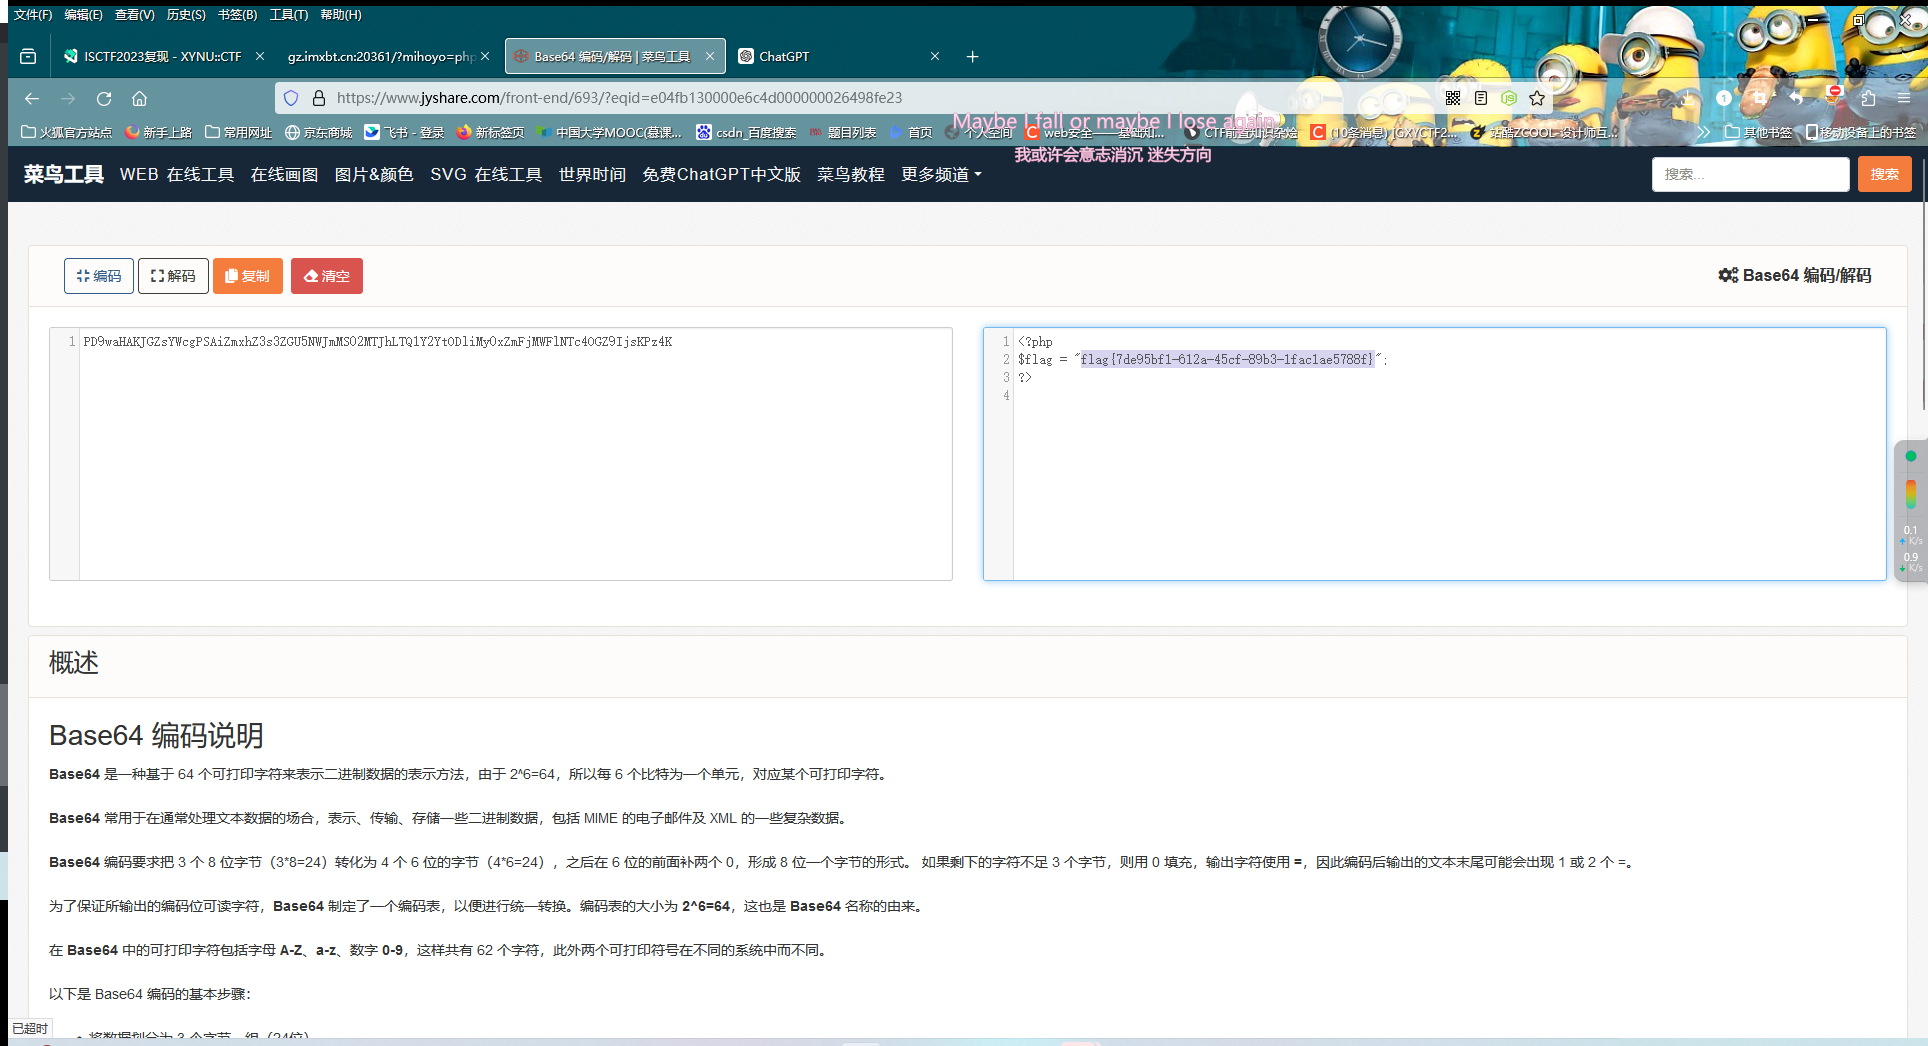 文件(F) 编辑(E) 查看(V) 历史(S) 书签(B) 工具(T) 帮助(H)
ISCTF2023复现 - XYNU::CTF
gz.imxbt.cn:20361/?mihoyo=php
Base64 编码/解码 | 菜鸟工具
ChatGPT
https://www.jyshare.com/front-end/693/?eqid=e04fb130000e6c4d000000026498fe23
Maybe I fall or maybe I lose again
火狐官方站点 新手上路 常用网址 京东商城 飞书 - 登录 新标签页 中国大学MOOC(慕课... csdn_百度搜索 题目列表 首页 个人空间 web安全——基础知... CTF前置知识杂烩 (10条消息) [GXYCTF2... 站酷ZCOOL-设计师互... 其他书签 移动设备上的书签
我或许会意志消沉 迷失方向
菜鸟工具 WEB 在线工具 在线画图 图片&颜色 SVG 在线工具 世界时间 免费ChatGPT中文版 菜鸟教程 更多频道
搜索... 搜索
编码 解码 复制 清空
Base64 编码/解码
1 PD9waHAKJGZsYWcgPSAiZmxhZ3s3ZGU5NWJmMS02MTJhLTQ1Y2YtODliMy0xZmFjMWFlNTc4OGZ9IjsKPz4K
1 <?php
2 $flag = "flag{7de95bf1-612a-45cf-89b3-1fac1ae5788f}";
3 ?>
4
0.1
K/s
0.9
K/s
概述
Base64 编码说明
Base64 是一种基于 64 个可打印字符来表示二进制数据的表示方法，由于 2^6=64，所以每 6 个比特为一个单元，对应某个可打印字符。
Base64 常用于在通常处理文本数据的场合，表示、传输、存储一些二进制数据，包括 MIME 的电子邮件及 XML 的一些复杂数据。
Base64 编码要求把 3 个 8 位字节（3*8=24）转化为 4 个 6 位的字节（4*6=24），之后在 6 位的前面补两个 0，形成 8 位一个字节的形式。 如果剩下的字符不足 3 个字节，则用 0 填充，输出字符使用 =，因此编码后输出的文本末尾可能会出现 1 或 2 个 =。
为了保证所输出的编码位可读字符，Base64 制定了一个编码表，以便进行统一转换。编码表的大小为 2^6=64，这也是 Base64 名称的由来。
在 Base64 中的可打印字符包括字母 A-Z、a-z、数字 0-9，这样共有 62 个字符，此外两个可打印符号在不同的系统中而不同。
以下是 Base64 编码的基本步骤：
已超时
将数据划分为 3 个字节一组（24位）